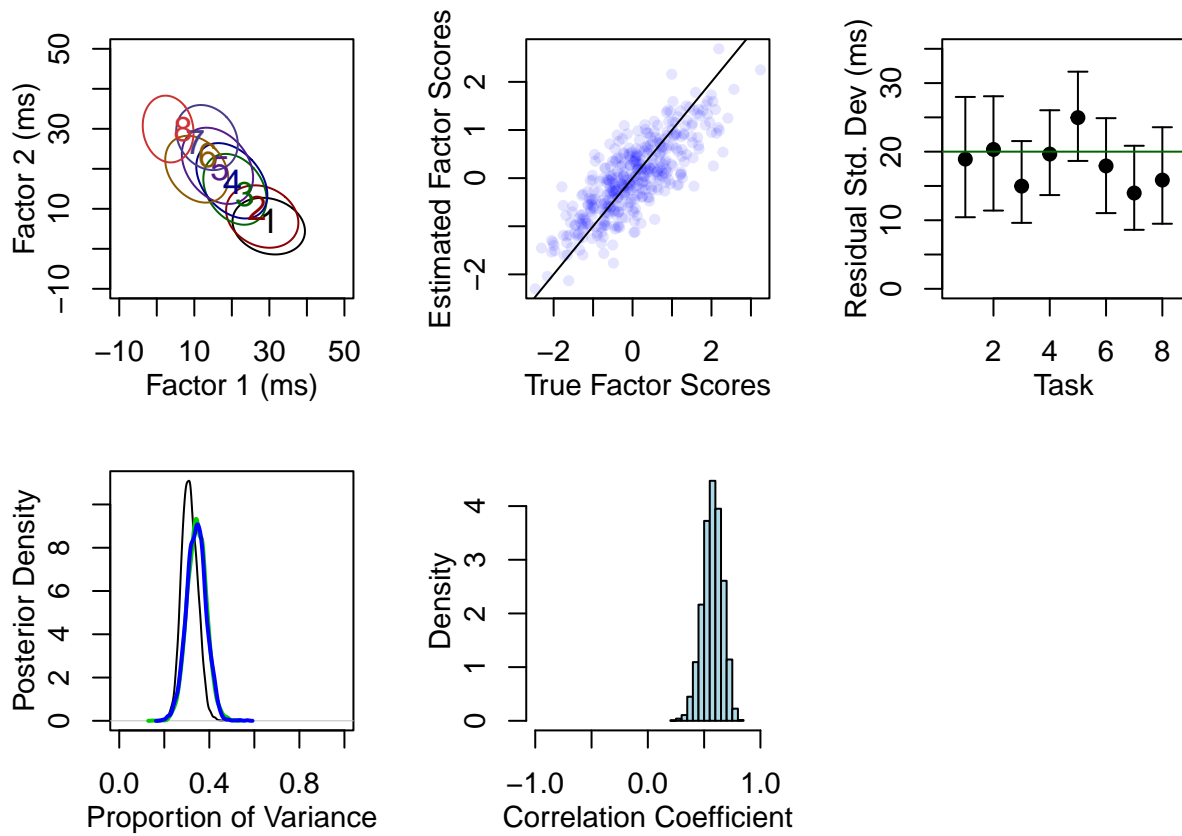 50
30
10
−10
Factor 2 (ms)
8
7
6
5
4
3
2
1
−10 10 30 50
Factor 1 (ms)
2
0
−2
Estimated Factor Scores
−2 0 2
True Factor Scores
30
20
10
0
Residual Std. Dev (ms)
2 4 6 8
Task
8
6
4
2
0
Posterior Density
0.0 0.4 0.8
Proportion of Variance
4
3
2
1
0
Density
−1.0 0.0 1.0
Correlation Coefficient